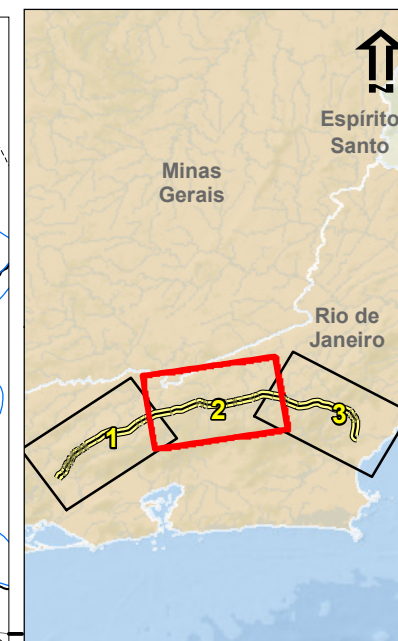 N
Espírito
Santo
Minas
Gerais
Rio de
Janeiro
1
2
3